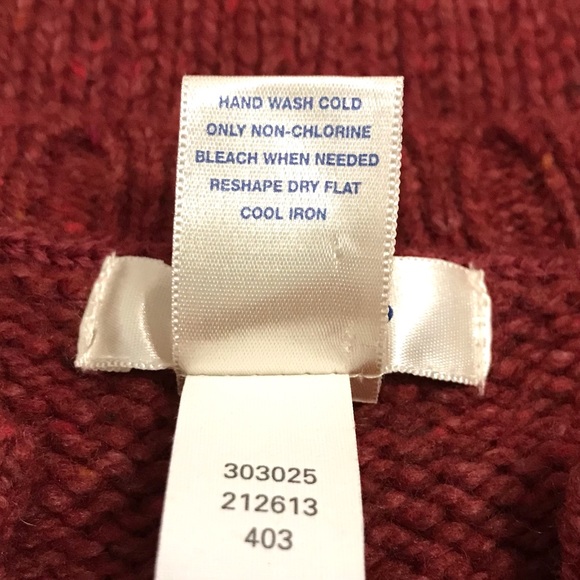 HAND WASH COLD
ONLY NON-CHLORINE
BLEACH WHEN NEEDED
RESHAPE DRY FLAT
COOL IRON
303025
212613
403